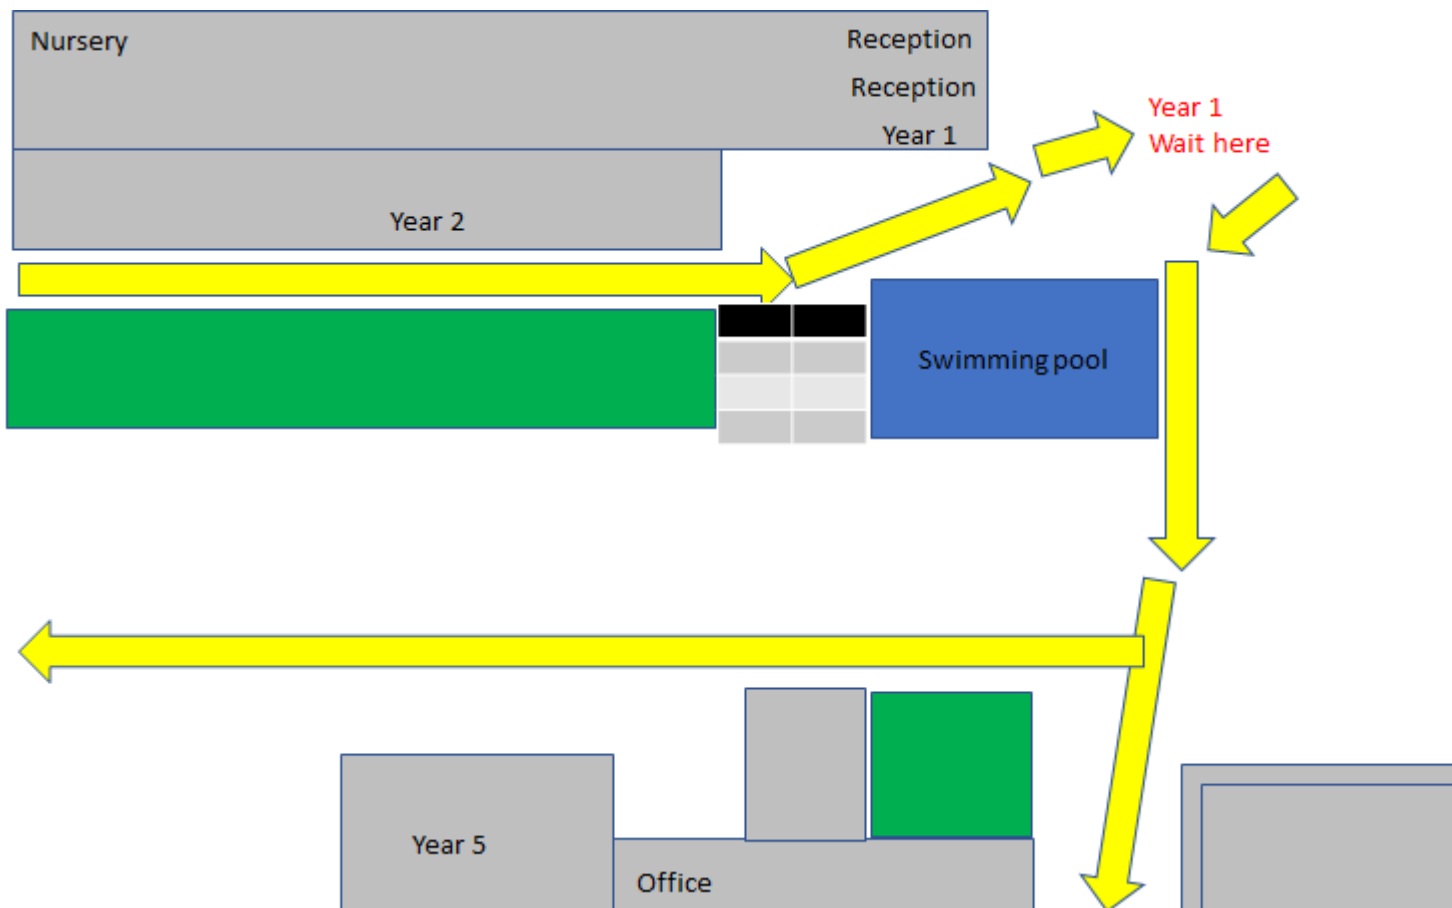 Nursery
Reception
Reception
Year 1
Year 1
Wait here
Year 2
Swimming pool
Year 5
Office